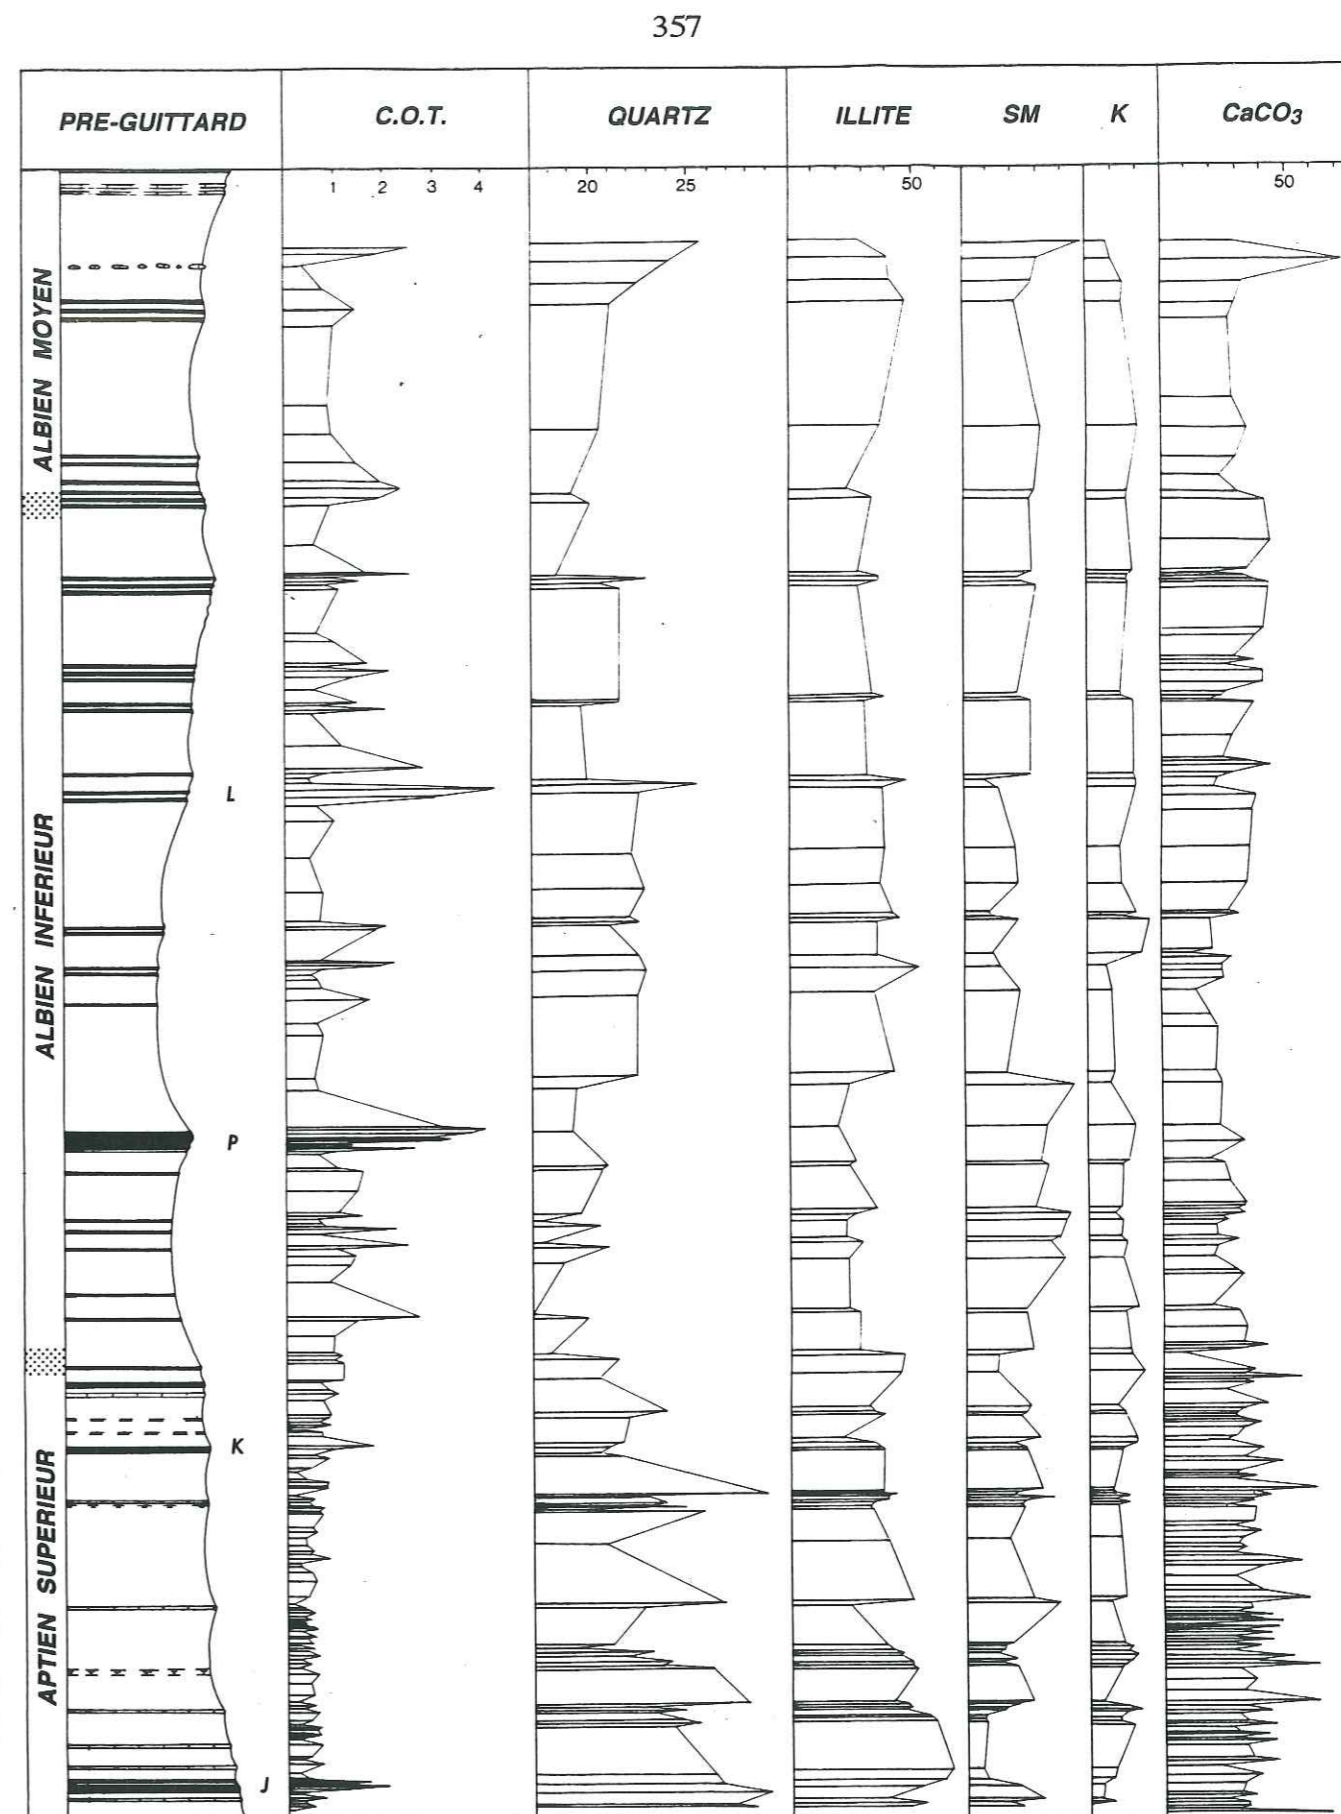 357
PRE-GUITTARD C.O.T. QUARTZ ILLITE SM K CaCO3
1 2 3 4 20 25 50 50
ALBIEN MOYEN
L
ALBIEN INFERIEUR
P
K
APTIEN SUPERIEUR
J